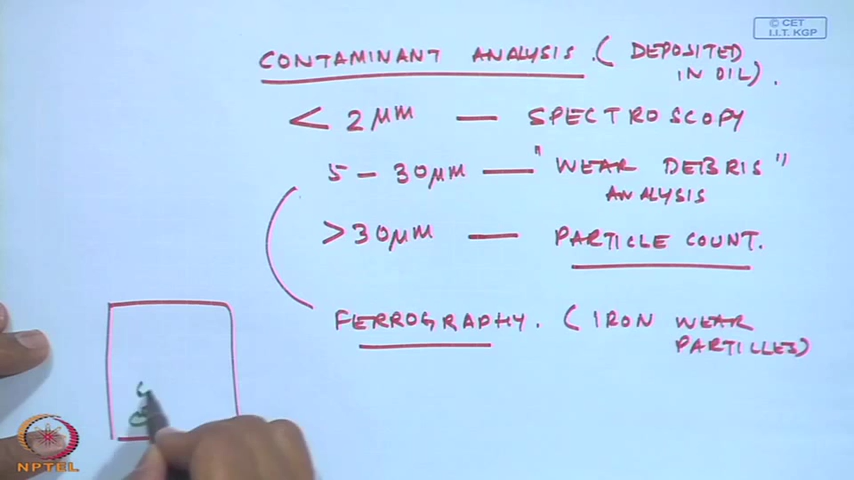 © CET
I.I.T. KGP
CONTAMINANT ANALYSIS. (DEPOSITED
IN OIL).
< 2 µm — SPECTROSCOPY
5 – 30 µm — "WEAR DEBRIS"
ANALYSIS
> 30 µm — PARTICLE COUNT.
FERROGRAPHY. (IRON WEAR
PARTILLES)
NPTEL